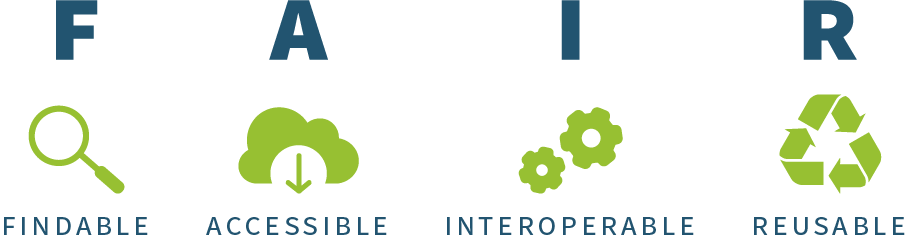 F A I R
FINDABLE ACCESSIBLE INTEROPERABLE REUSABLE